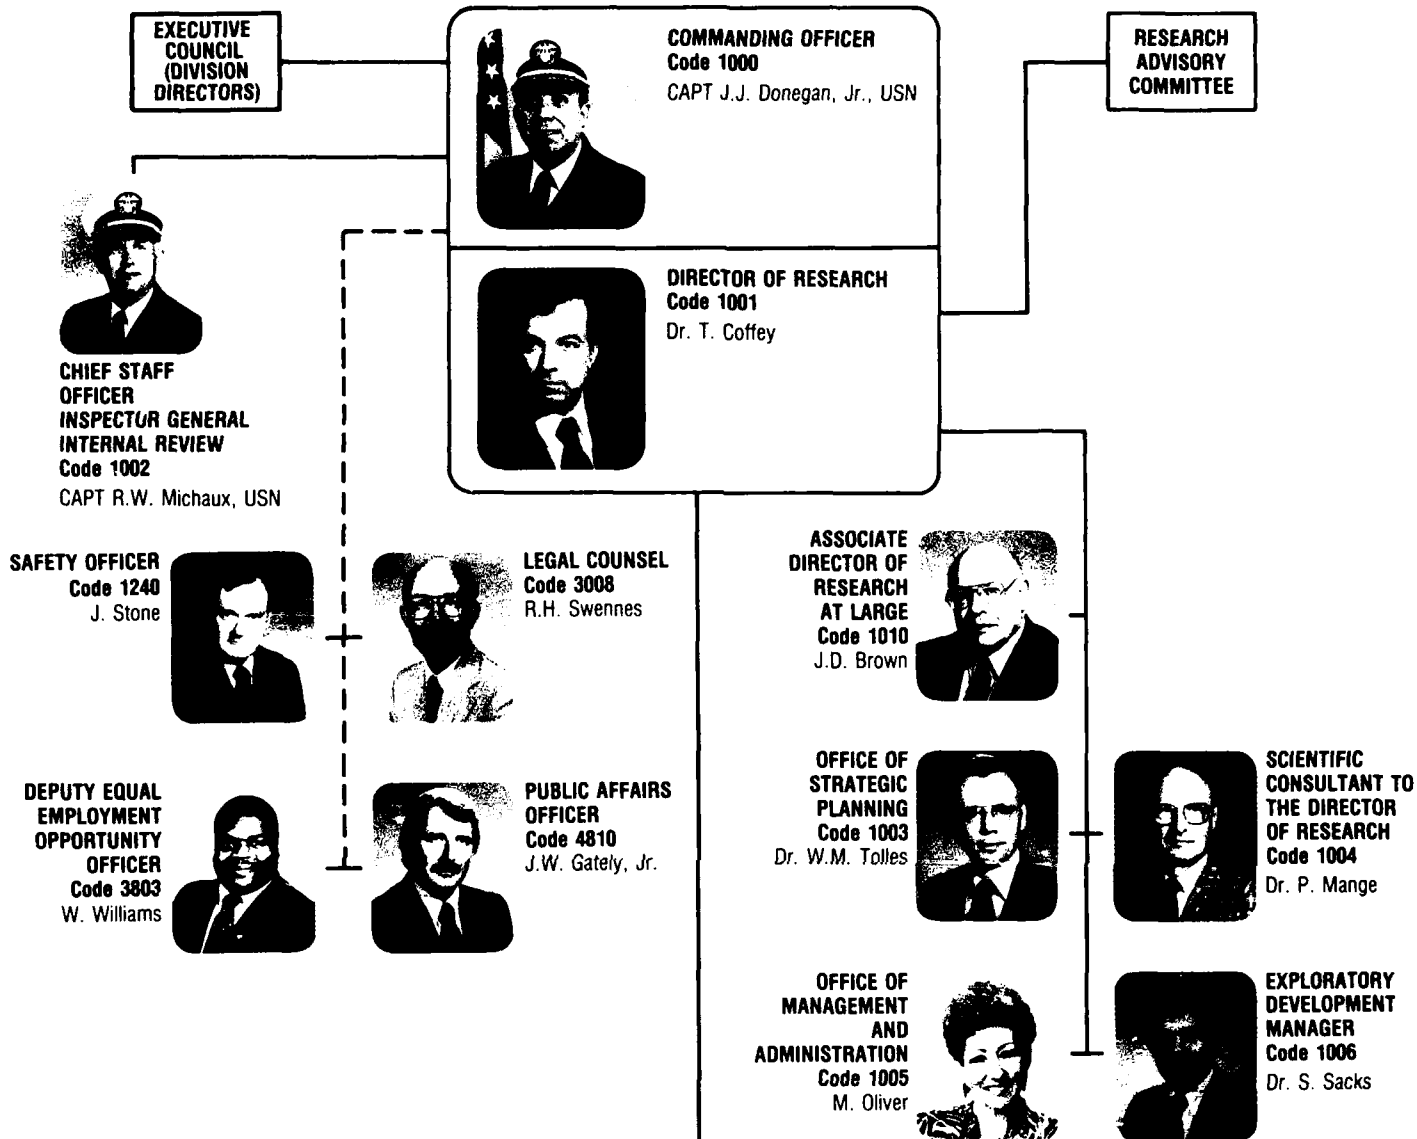 EXECUTIVE
COUNCIL
(DIVISION
DIRECTORS)
COMMANDING OFFICER
Code 1000
CAPT J.J. Donegan, Jr., USN
RESEARCH
ADVISORY
COMMITTEE
DIRECTOR OF RESEARCH
Code 1001
Dr. T. Coffey
CHIEF STAFF
OFFICER
INSPECTOR GENERAL
INTERNAL REVIEW
Code 1002
CAPT R.W. Michaux, USN
SAFETY OFFICER
Code 1240
J. Stone
LEGAL COUNSEL
Code 3008
R.H. Swennes
ASSOCIATE
DIRECTOR OF
RESEARCH
AT LARGE
Code 1010
J.D. Brown
DEPUTY EQUAL
EMPLOYMENT
OPPORTUNITY
OFFICER
Code 3803
W. Williams
PUBLIC AFFAIRS
OFFICER
Code 4810
J.W. Gately, Jr.
OFFICE OF
STRATEGIC
PLANNING
Code 1003
Dr. W.M. Tolles
SCIENTIFIC
CONSULTANT TO
THE DIRECTOR
OF RESEARCH
Code 1004
Dr. P. Mange
OFFICE OF
MANAGEMENT
AND
ADMINISTRATION
Code 1005
M. Oliver
EXPLORATORY
DEVELOPMENT
MANAGER
Code 1006
Dr. S. Sacks